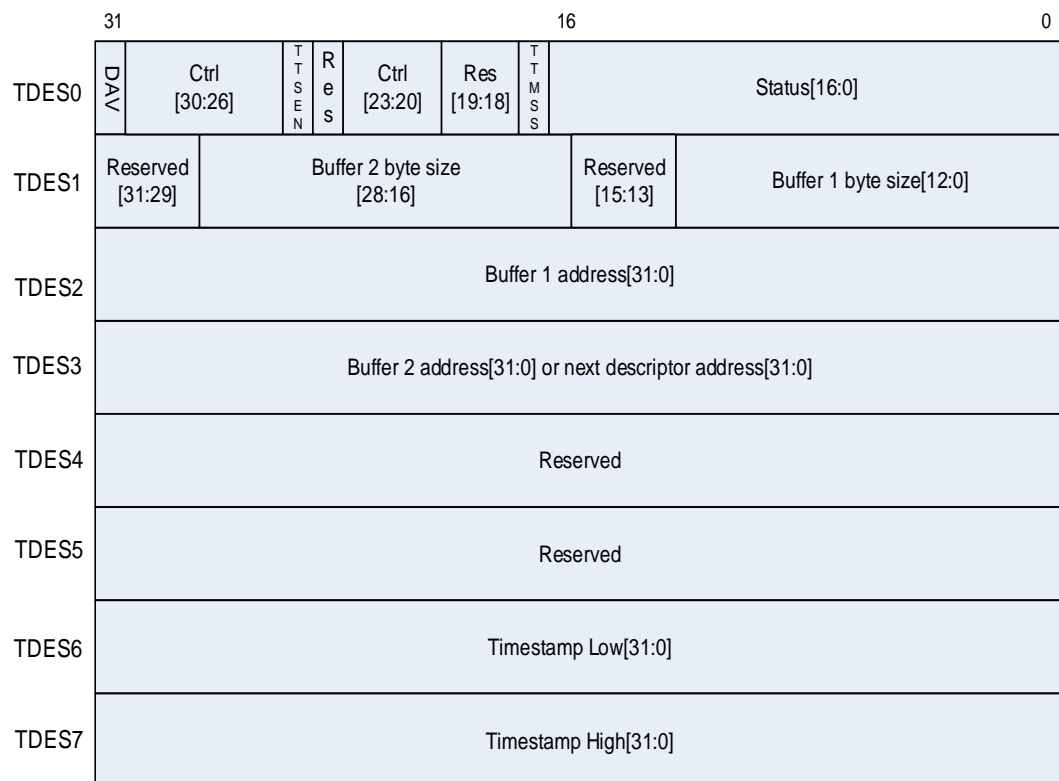 31 16 0
TDES0
DAV
Ctrl
[30:26]
TTSEN
Res
Ctrl
[23:20]
Res
[19:18]
TTMSS
Status[16:0]
TDES1
Reserved
[31:29]
Buffer 2 byte size
[28:16]
Reserved
[15:13]
Buffer 1 byte size[12:0]
TDES2
Buffer 1 address[31:0]
TDES3
Buffer 2 address[31:0] or next descriptor address[31:0]
TDES4
Reserved
TDES5
Reserved
TDES6
Timestamp Low[31:0]
TDES7
Timestamp High[31:0]